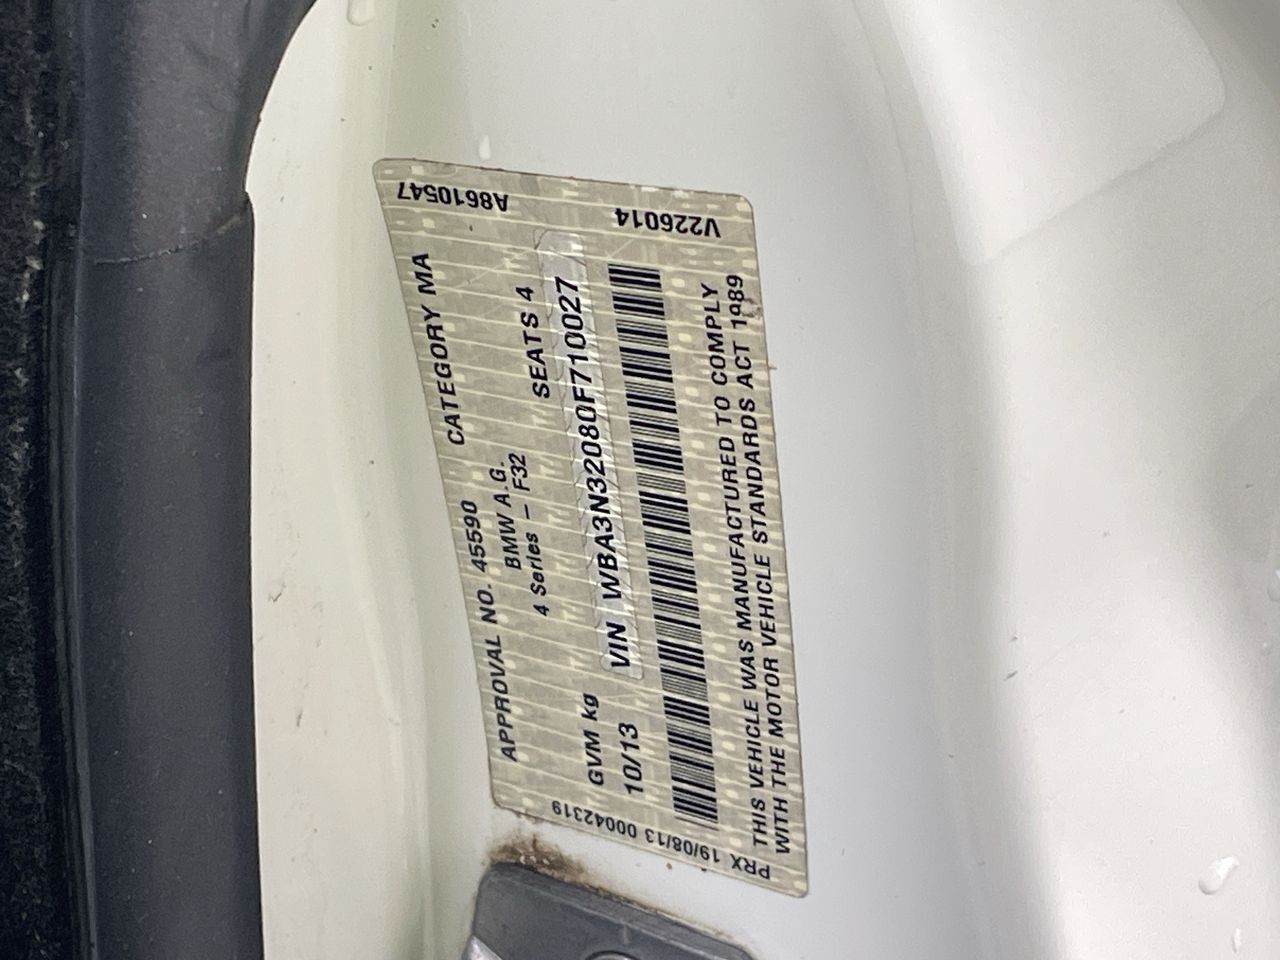 APPROVAL NO. 45590 CATEGORY MA
BMW A.G.
4 Series – F32 SEATS 4
GVM kg
10/13 VIN WBA3N32080F710027
THIS VEHICLE WAS MANUFACTURED TO COMPLY
WITH THE MOTOR VEHICLE STANDARDS ACT 1989
A8610547 V226014
PRX 19/08/13 00042319